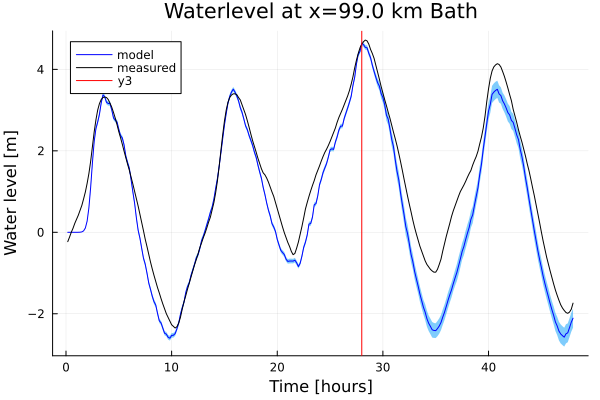 Waterlevel at x=99.0 km Bath
model
measured
y3
Water level [m]
4
2
0
−2
0 10 20 30 40
Time [hours]